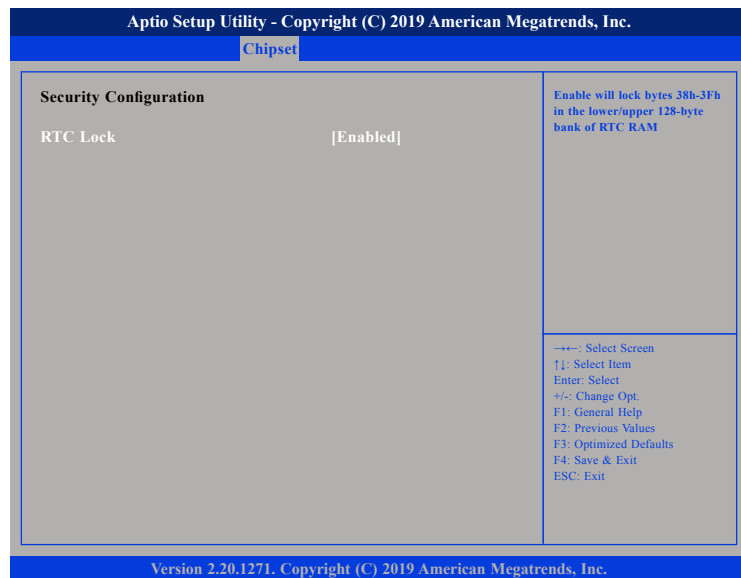 Aptio Setup Utility - Copyright (C) 2019 American Megatrends, Inc.
Chipset
Security Configuration
RTC Lock [Enabled]
Enable will lock bytes 38h-3Fh
in the lower/upper 128-byte
bank of RTC RAM
→←: Select Screen
↑↓: Select Item
Enter: Select
+/-: Change Opt.
F1: General Help
F2: Previous Values
F3: Optimized Defaults
F4: Save & Exit
ESC: Exit
Version 2.20.1271. Copyright (C) 2019 American Megatrends, Inc.